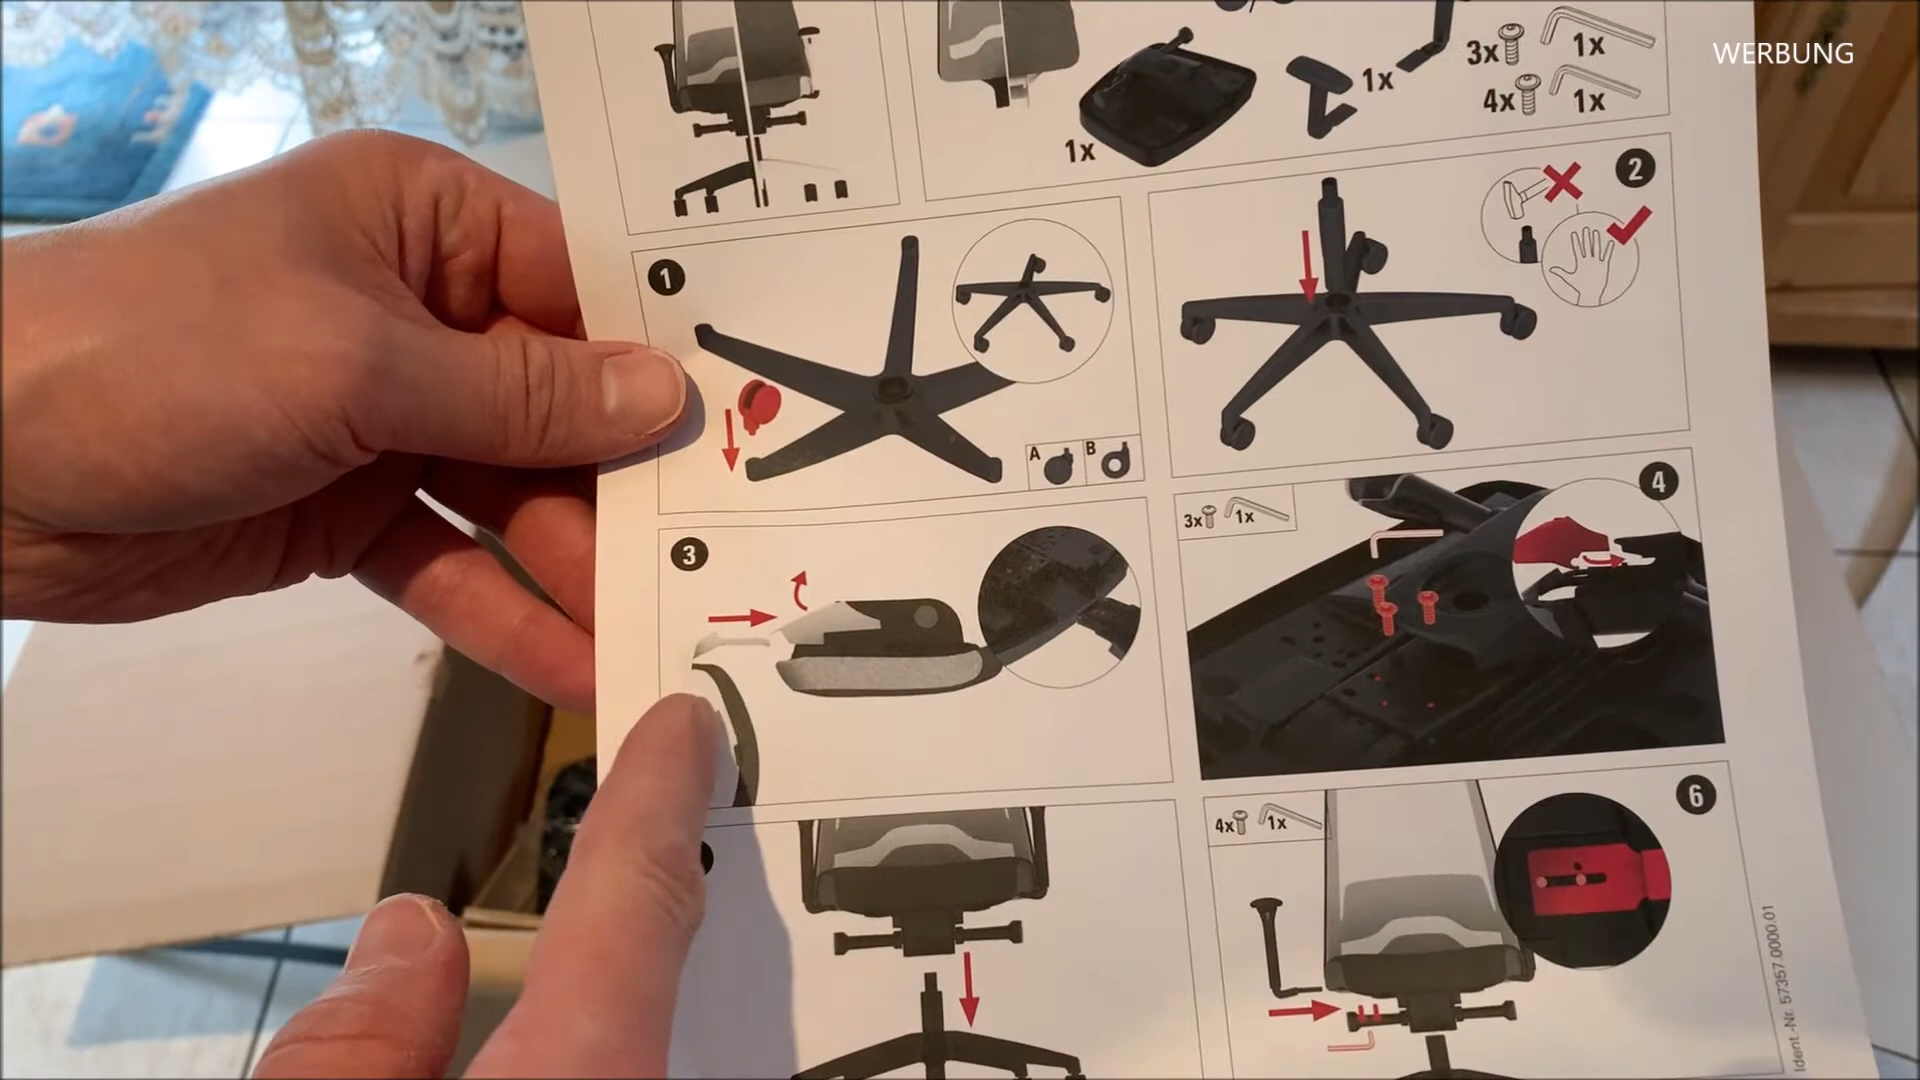 WERBUNG
3x
1x
4x
1x
1x
1x
1
A
B
2
3
3x
1x
4
4x
1x
6
Ident.-Nr. 57357.0000.01